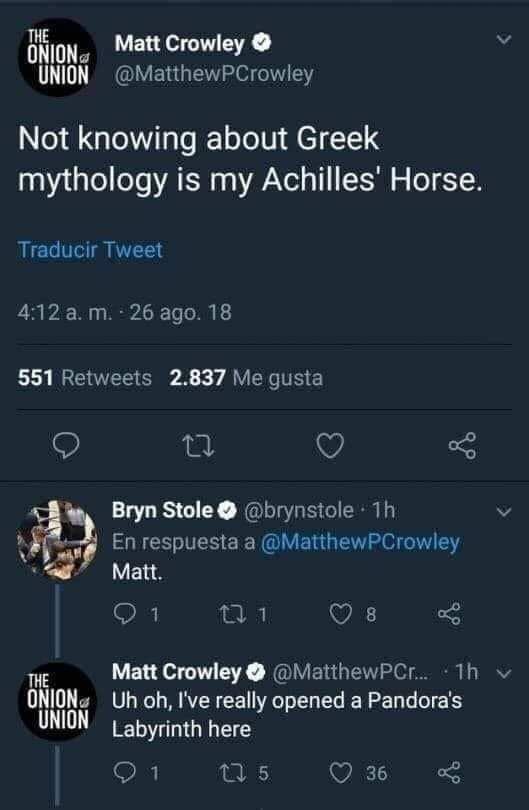 THE
ONION
UNION
Matt Crowley
@MatthewPCrowley
Not knowing about Greek
mythology is my Achilles' Horse.
Traducir Tweet
4:12 a. m. · 26 ago. 18
551 Retweets 2.837 Me gusta
Bryn Stole @brynstole · 1h
En respuesta a @MatthewPCrowley
Matt.
1 1 8
THE
ONION
UNION
Matt Crowley @MatthewPCr... · 1h
Uh oh, I've really opened a Pandora's
Labyrinth here
1 5 36